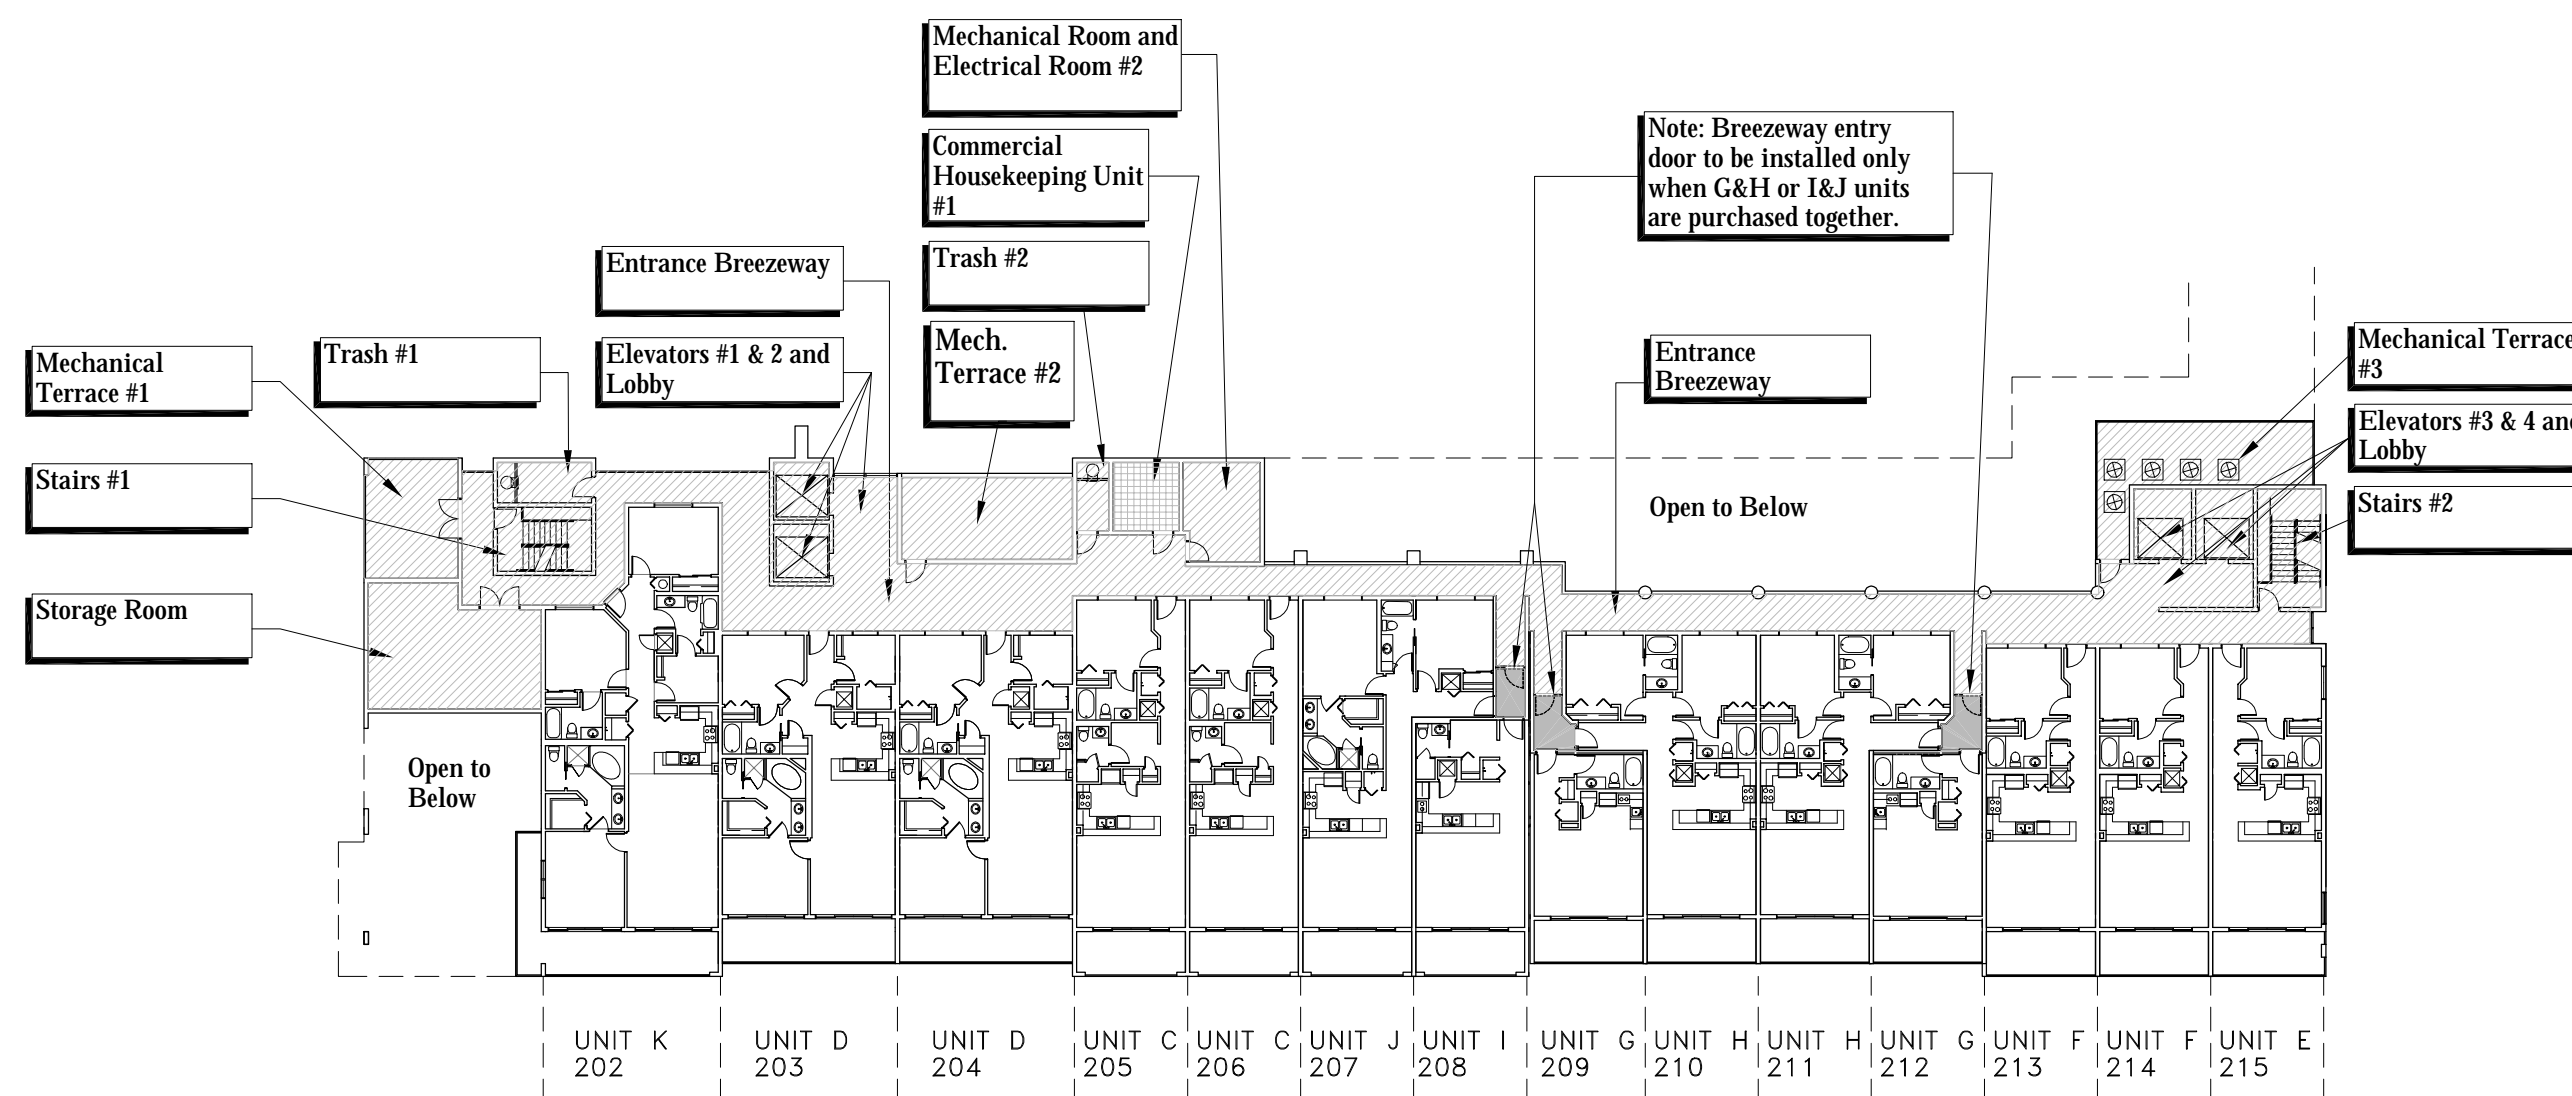 Mechanical Room and
Electrical Room #2
Commercial
Housekeeping Unit
#1
Note: Breezeway entry
door to be installed only
when G&H or I&J units
are purchased together.
Entrance Breezeway
Trash #2
Mechanical
Terrace #1
Trash #1
Elevators #1 & 2 and
Lobby
Mech.
Terrace #2
Entrance
Breezeway
Mechanical Terrace
#3
Elevators #3 & 4 and
Lobby
Stairs #1
Open to Below
Stairs #2
Storage Room
Open to
Below
UNIT K
202
UNIT D
203
UNIT D
204
UNIT C
205
UNIT C
206
UNIT J
207
UNIT I
208
UNIT G
209
UNIT H
210
UNIT H
211
UNIT G
212
UNIT F
213
UNIT F
214
UNIT E
215